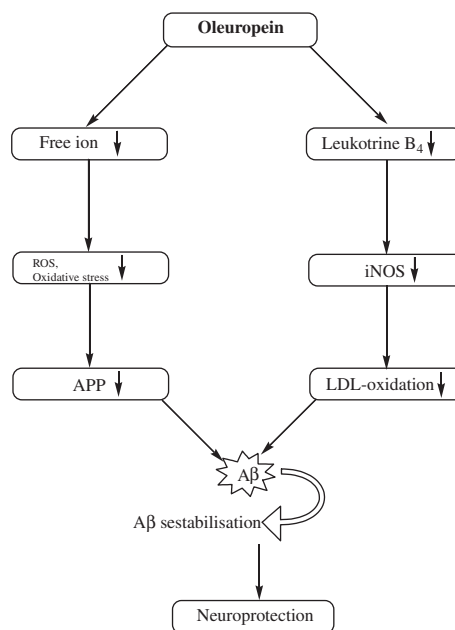 Oleuropein
Free ion
Leukotrine B₄
ROS,
Oxidative stress
iNOS
APP
LDL-oxidation
Aβ
Aβ sestabilisation
Neuroprotection